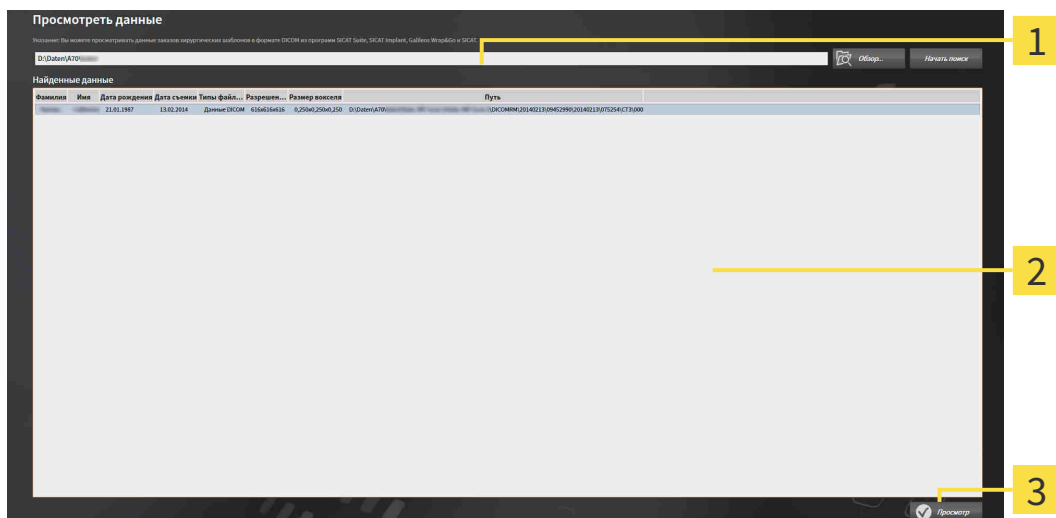 Просмотреть данные
1
Указание: Вы можете просматривать данные заказов хирургических шаблонов в формате DICOM из программ SICAT Suite, SICAT Implant, Galileos Wrap&Go и SICAT
D:\Daten\A70\
Обзор...
Начать поиск
Найденные данные
Фамилия Имя Дата рождения Дата съемки Типы файл... Разрешен... Размер вокселя Путь
21.01.1987 13.02.2014 Данные DICOM 616x616x616 0,250x0,250x0,250 D:\Daten\A70\ \DICOMRM\20140213\09452990\20140213\075254\CT3\000
2
3
Просмотр